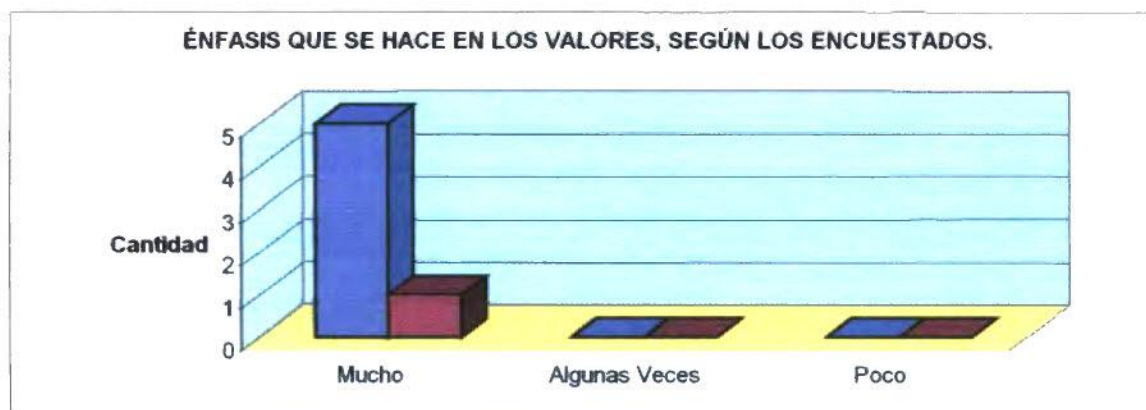 ÉNFASIS QUE SE HACE EN LOS VALORES, SEGÚN LOS ENCUESTADOS.
5
4
3
Cantidad
2
1
0
Mucho Algunas Veces Poco